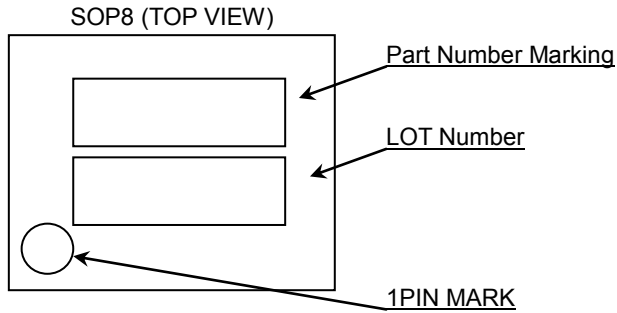 SOP8 (TOP VIEW)
Part Number Marking
LOT Number
1PIN MARK